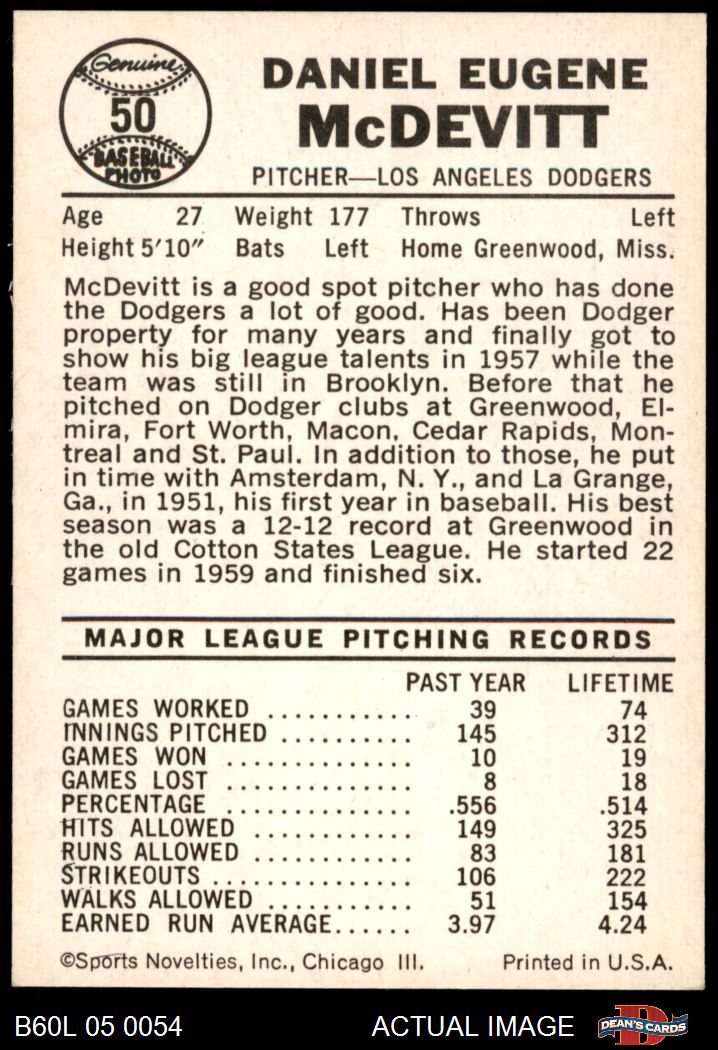 Genuine
50
BASEBALL
PHOTO
DANIEL EUGENE
McDEVITT
PITCHER—LOS ANGELES DODGERS
Age 27 Weight 177 Throws Left
Height 5'10" Bats Left Home Greenwood, Miss.
McDevitt is a good spot pitcher who has done
the Dodgers a lot of good. Has been Dodger
property for many years and finally got to
show his big league talents in 1957 while the
team was still in Brooklyn. Before that he
pitched on Dodger clubs at Greenwood, El-
mira, Fort Worth, Macon, Cedar Rapids, Mon-
treal and St. Paul. In addition to those, he put
in time with Amsterdam, N. Y., and La Grange,
Ga., in 1951, his first year in baseball. His best
season was a 12-12 record at Greenwood in
the old Cotton States League. He started 22
games in 1959 and finished six.
MAJOR LEAGUE PITCHING RECORDS
PAST YEAR LIFETIME
GAMES WORKED ............ 39 74
INNINGS PITCHED .......... 145 312
GAMES WON ............... 10 19
GAMES LOST .............. 8 18
PERCENTAGE ............... .556 .514
HITS ALLOWED ............ 149 325
RUNS ALLOWED ............ 83 181
STRIKEOUTS ................ 106 222
WALKS ALLOWED ........... 51 154
EARNED RUN AVERAGE...... 3.97 4.24
©Sports Novelties, Inc., Chicago Ill. Printed in U.S.A.
B60L 05 0054 ACTUAL IMAGE D DEAN'S CARDS